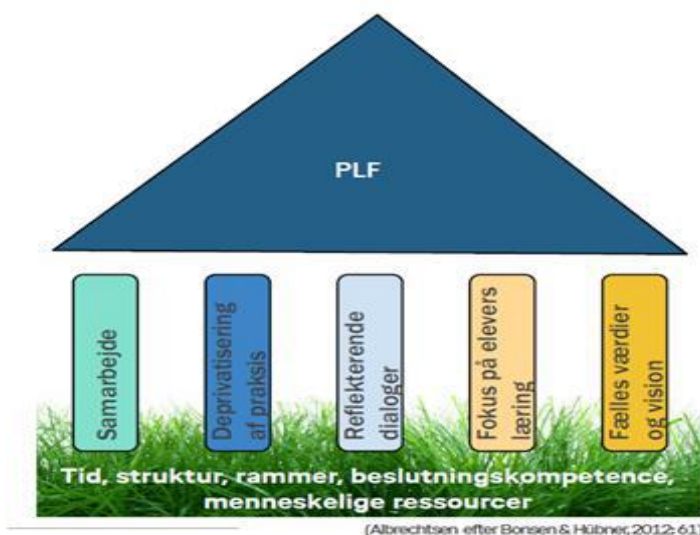 PLF
Samarbejde
Deprivatisering
af praksis
Reflekterende
dialoger
Fokus på elevers
læring
Fælles værdier
og vision
Tid, struktur, rammer, beslutningskompetence,
menneskelige ressourcer
(Albrechtsen efter Bonsen & Hübner, 2012: 61)